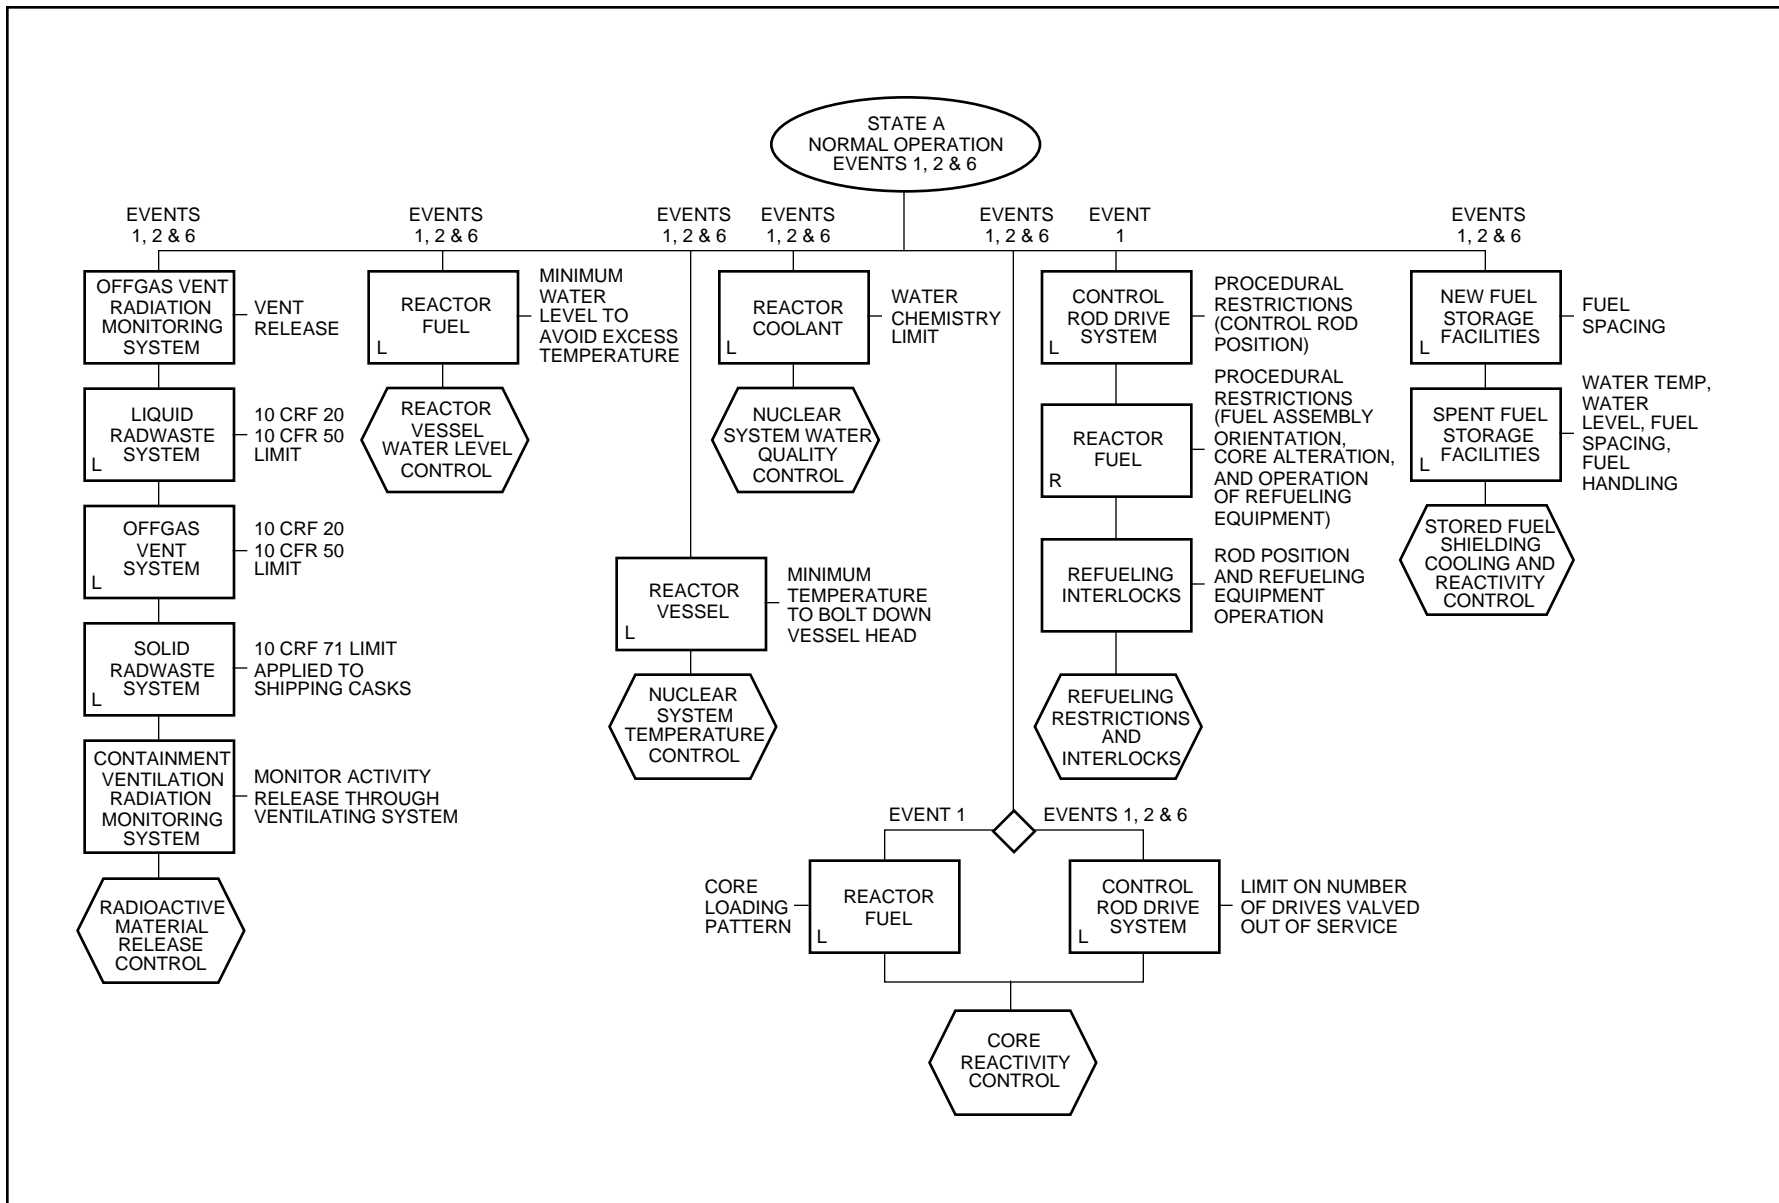 STATE A
NORMAL OPERATION
EVENTS 1, 2 & 6
EVENTS
1, 2 & 6
EVENTS
1, 2 & 6
EVENTS
1, 2 & 6
EVENTS
1, 2 & 6
EVENTS
1, 2 & 6
EVENT
1
EVENTS
1, 2 & 6
OFFGAS VENT
RADIATION
MONITORING
SYSTEM
VENT
RELEASE
LIQUID
RADWASTE
SYSTEM
L
10 CRF 20
10 CFR 50
LIMIT
OFFGAS
VENT
SYSTEM
L
10 CRF 20
10 CFR 50
LIMIT
SOLID
RADWASTE
SYSTEM
L
10 CRF 71 LIMIT
APPLIED TO
SHIPPING CASKS
CONTAINMENT
VENTILATION
RADIATION
MONITORING
SYSTEM
MONITOR ACTIVITY
RELEASE THROUGH
VENTILATING SYSTEM
RADIOACTIVE
MATERIAL
RELEASE
CONTROL
REACTOR
FUEL
L
MINIMUM
WATER
LEVEL TO
AVOID EXCESS
TEMPERATURE
REACTOR
VESSEL
WATER LEVEL
CONTROL
REACTOR
VESSEL
L
MINIMUM
TEMPERATURE
TO BOLT DOWN
VESSEL HEAD
NUCLEAR
SYSTEM
TEMPERATURE
CONTROL
REACTOR
COOLANT
L
WATER
CHEMISTRY
LIMIT
NUCLEAR
SYSTEM WATER
QUALITY
CONTROL
EVENT 1
EVENTS 1, 2 & 6
CORE
LOADING
PATTERN
REACTOR
FUEL
L
CONTROL
ROD DRIVE
SYSTEM
L
LIMIT ON NUMBER
OF DRIVES VALVED
OUT OF SERVICE
CORE
REACTIVITY
CONTROL
CONTROL
ROD DRIVE
SYSTEM
L
PROCEDURAL
RESTRICTIONS
(CONTROL ROD
POSITION)
REACTOR
FUEL
R
PROCEDURAL
RESTRICTIONS
(FUEL ASSEMBLY
ORIENTATION,
CORE ALTERATION,
AND OPERATION
OF REFUELING
EQUIPMENT)
REFUELING
INTERLOCKS
ROD POSITION
AND REFUELING
EQUIPMENT
OPERATION
REFUELING
RESTRICTIONS
AND
INTERLOCKS
NEW FUEL
STORAGE
FACILITIES
L
FUEL
SPACING
SPENT FUEL
STORAGE
FACILITIES
L
WATER TEMP,
WATER
LEVEL, FUEL
SPACING,
FUEL
HANDLING
STORED FUEL
SHIELDING
COOLING AND
REACTIVITY
CONTROL